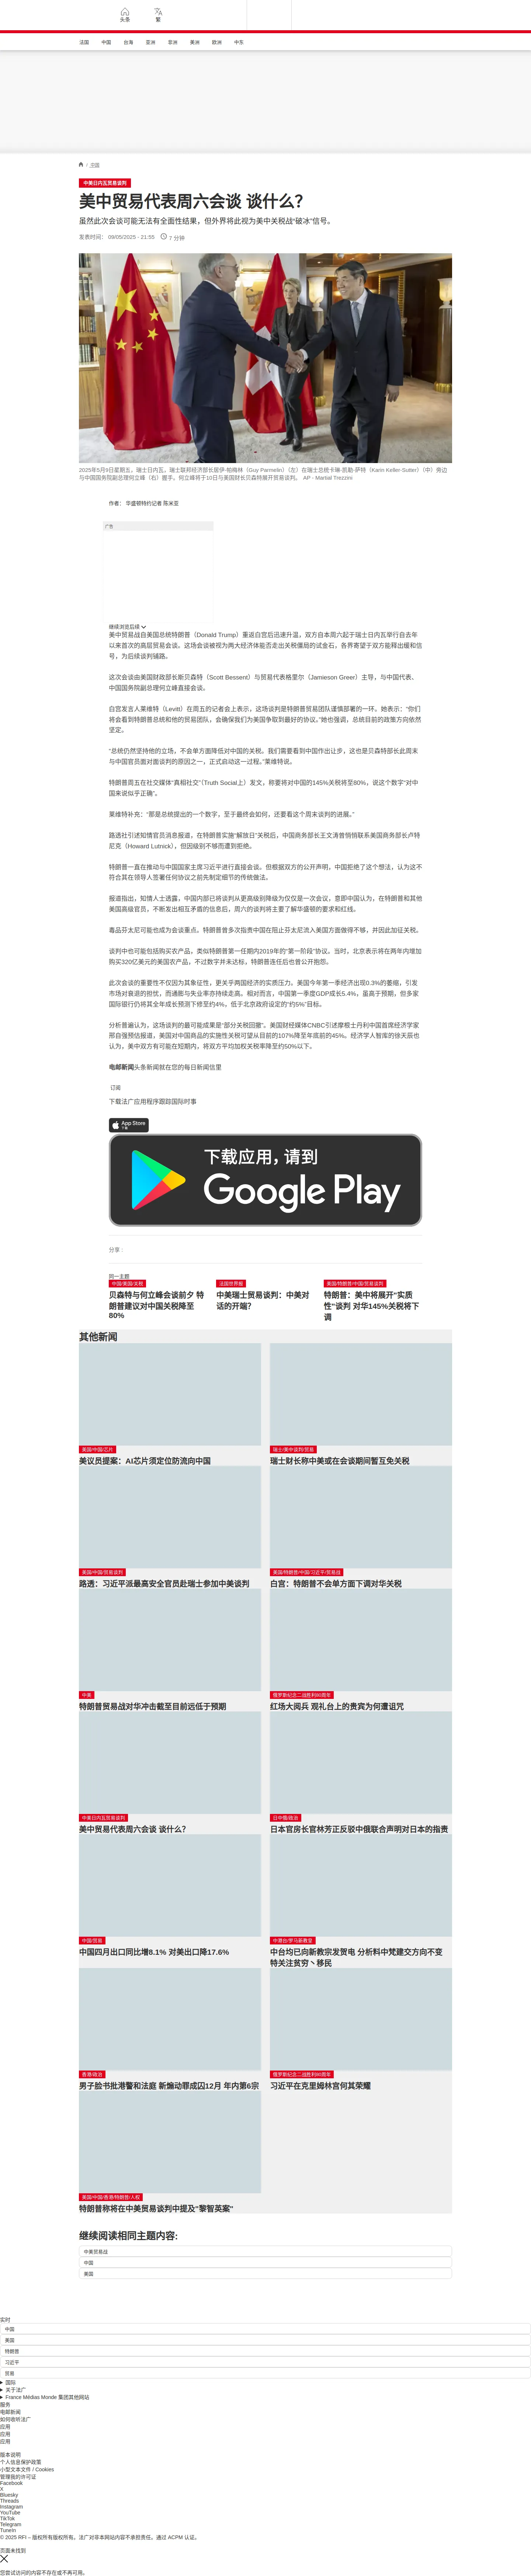 头条
繁
法国
中国
台海
亚洲
非洲
美洲
欧洲
中东
/ 中国
中美日内瓦贸易谈判
美中贸易代表周六会谈 谈什么？
虽然此次会谈可能无法有全面性结果，但外界将此视为美中关税战“破冰”信号。
发表时间： 09/05/2025 - 21:55
7 分钟
2025年5月9日星期五，瑞士日内瓦，瑞士联邦经济部长居伊·帕梅林（Guy Parmelin）（左）在瑞士总统卡琳·凯勒-萨特（Karin Keller-Sutter）（中）旁边
与中国国务院副总理何立峰（右）握手。何立峰将于10日与美国财长贝森特展开贸易谈判。 AP - Martial Trezzini
作者： 华盛顿特约记者 陈米亚
广告
继续浏览后续
美中贸易战自美国总统特朗普（Donald Trump）重返白宫后迅速升温，双方自本周六起于瑞士日内瓦举行自去年
以来首次的高层贸易会谈。这场会谈被视为两大经济体能否走出关税僵局的试金石，各界寄望于双方能释出缓和信
号，为后续谈判铺路。
这次会谈由美国财政部长斯贝森特（Scott Bessent）与贸易代表格里尔（Jamieson Greer）主导，与中国代表、
中国国务院副总理何立峰直接会谈。
白宫发言人莱维特（Levitt）在周五的记者会上表示，这场谈判是特朗普贸易团队谨慎部署的一环。她表示：“你们
将会看到特朗普总统和他的贸易团队，会确保我们为美国争取到最好的协议。”她也强调，总统目前的政策方向依然
坚定。
“总统仍然坚持他的立场，不会单方面降低对中国的关税。我们需要看到中国作出让步，这也是贝森特部长此周末
与中国官员面对面谈判的原因之一，正式启动这一过程。”莱维特说。
特朗普周五在社交媒体“真相社交”（Truth Social上）发文，称要将对中国的145%关税将至80%，说这个数字“对中
国来说似乎正确”。
莱维特补充：“那是总统提出的一个数字，至于最终会如何，还要看这个周末谈判的进展。”
路透社引述知情官员消息报道，在特朗普实施“解放日”关税后，中国商务部长王文涛曾悄悄联系美国商务部长卢特
尼克（Howard Lutnick），但因级别不够而遭到拒绝。
特朗普一直在推动与中国国家主席习近平进行直接会谈。但根据双方的公开声明，中国拒绝了这个想法，认为这不
符合其在领导人签署任何协议之前先制定细节的传统做法。
报道指出，知情人士透露，中国内部已将谈判从更高级别降级为仅仅是一次会议，意即中国认为，在特朗普和其他
美国高级官员，不断发出相互矛盾的信息后，周六的谈判将主要了解华盛顿的要求和红线。
毒品芬太尼可能也成为会谈重点。特朗普曾多次指责中国在阻止芬太尼流入美国方面做得不够，并因此加征关税。
谈判中也可能包括购买农产品，类似特朗普第一任期内2019年的“第一阶段”协议。当时，北京表示将在两年内增加
购买320亿美元的美国农产品，不过数字并未达标，特朗普连任后也曾公开抱怨。
此次会谈的重要性不仅因为其象征性，更关乎两国经济的实质压力。美国今年第一季经济出现0.3%的萎缩，引发
市场对衰退的担忧，而通膨与失业率亦持续走高。相对而言，中国第一季度GDP成长5.4%，虽高于预期，但多家
国际银行仍将其全年成长预测下修至约4%，低于北京政府设定的“约5%”目标。
分析普遍认为，这场谈判的最可能成果是“部分关税回撤”。美国财经媒体CNBC引述摩根士丹利中国首席经济学家
邢自强预估报道，美国对中国商品的实施性关税可望从目前的107%降至年底前的45%。经济学人智库的徐天辰也
认为，美中双方有可能在短期内，将双方平均加权关税率降至约50%以下。
电邮新闻头条新闻就在您的每日新闻信里
订阅
下载法广应用程序跟踪国际时事
App Store
下载
下载应用，请到
Google Play
分享 :
同一主题
中国/美国/关税
贝森特与何立峰会谈前夕 特
朗普建议对中国关税降至
80%
法国世界报
中美瑞士贸易谈判：中美对
话的开端？
美国/特朗普/中国/贸易谈判
特朗普：美中将展开"实质
性"谈判 对华145%关税将下
调
其他新闻
美国/中国/芯片
美议员提案：AI芯片须定位防流向中国
瑞士/美中谈判/贸易
瑞士财长称中美或在会谈期间暂互免关税
美国/中国/贸易谈判
路透：习近平派最高安全官员赴瑞士参加中美谈判
美国/特朗普/中国/习近平/贸易战
白宫：特朗普不会单方面下调对华关税
中美
特朗普贸易战对华冲击截至目前远低于预期
俄罗斯纪念二战胜利80周年
红场大阅兵 观礼台上的贵宾为何遭诅咒
中美日内瓦贸易谈判
美中贸易代表周六会谈 谈什么？
日中俄/政治
日本官房长官林芳正反驳中俄联合声明对日本的指责
中国/贸易
中国四月出口同比增8.1% 对美出口降17.6%
中港台/罗马新教皇
中台均已向新教宗发贺电 分析料中梵建交方向不变
特关注贫穷丶移民
香港/政治
男子脸书批港警和法庭 新煽动罪成囚12月 年内第6宗
俄罗斯纪念二战胜利80周年
习近平在克里姆林宫何其荣耀
美国/中国/香港/特朗普/人权
特朗普称将在中美贸易谈判中提及"黎智英案"
继续阅读相同主题内容:
中美贸易战
中国
美国
实时
中国
美国
特朗普
习近平
贸易
国际
关于法广
France Médias Monde 集团其他网站
服务
电邮新闻
如何收听法广
应用
应用
应用
版本说明
个人信息保护政策
小型文本文件 / Cookies
管理我的许可证
Facebook
X
Bluesky
Threads
Instagram
YouTube
TikTok
Telegram
TuneIn
© 2025 RFI – 版权所有版权所有。法广对非本网站内容不承担责任。通过 ACPM 认证。
页面未找到
您尝试访问的内容不存在或不再可用。